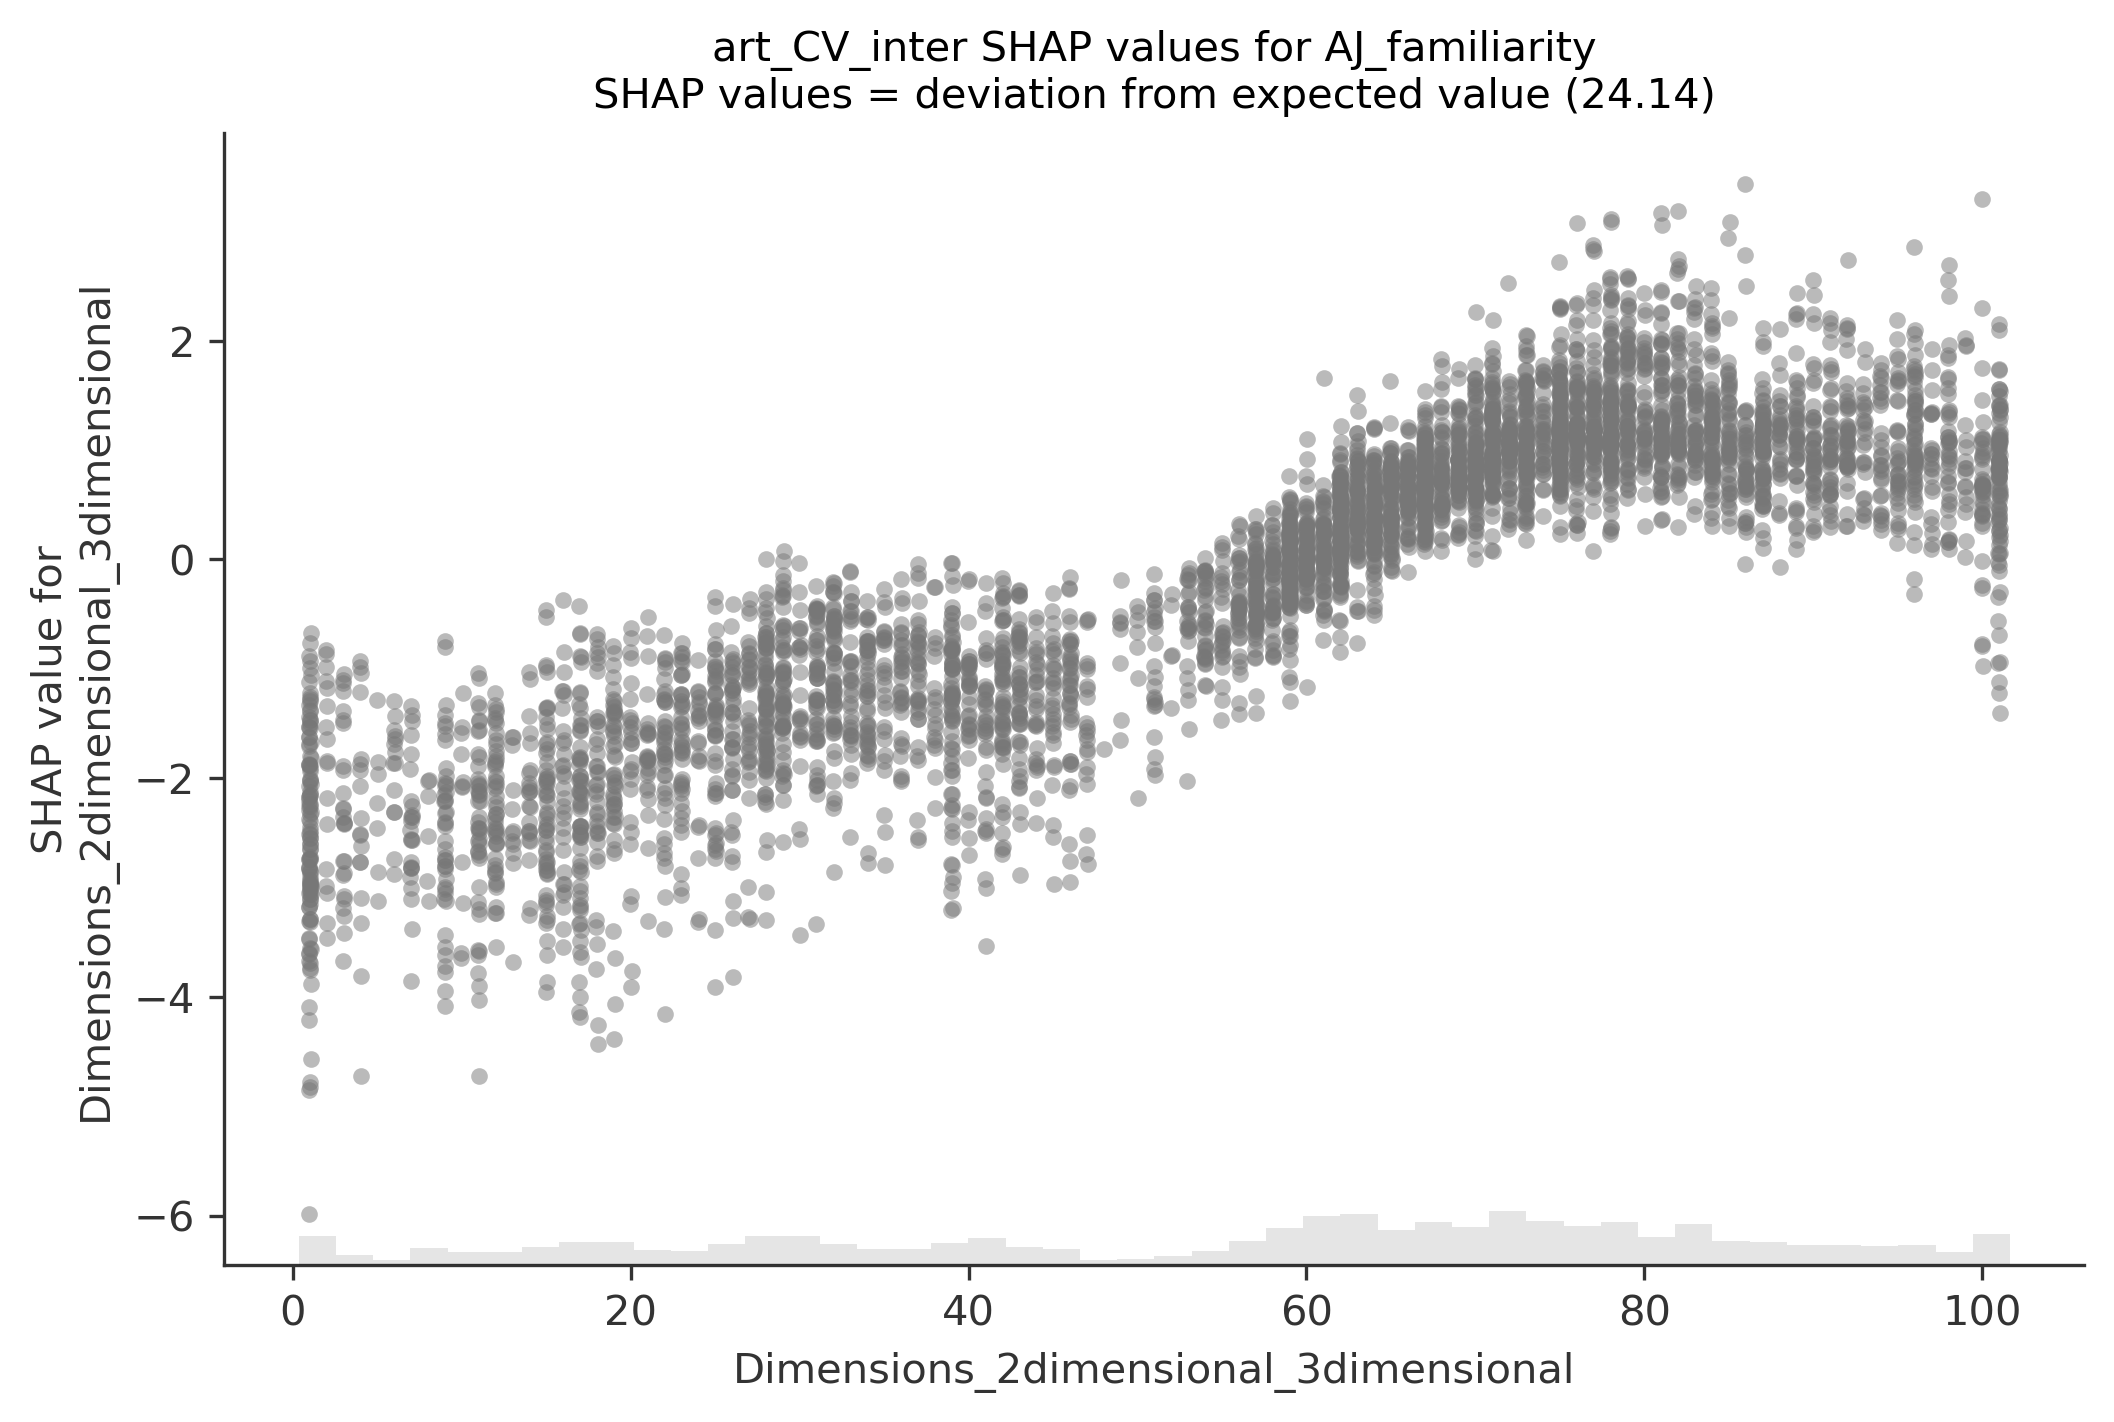 art_CV_inter SHAP values for AJ_familiarity
SHAP values = deviation from expected value (24.14)
SHAP value for
Dimensions_2dimensional_3dimensional
2
0
−2
−4
−6
0 20 40 60 80 100
Dimensions_2dimensional_3dimensional